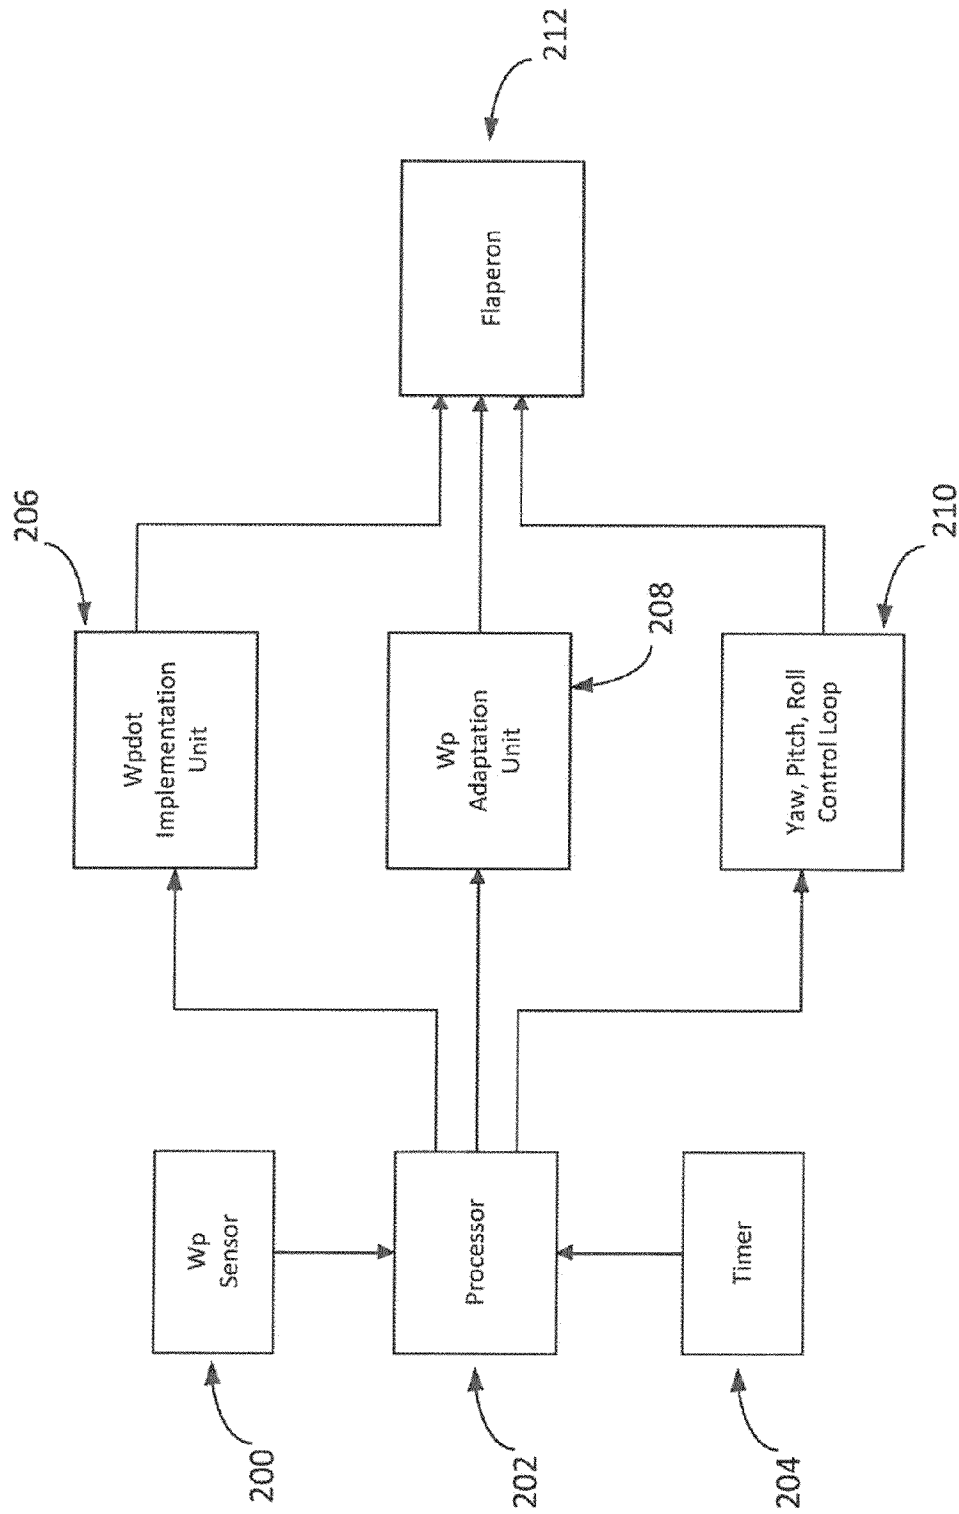 200
Wp
Sensor
202
Processor
204
Timer
206
Wpdot
Implementation
Unit
Wp
Adaptation
Unit
208
Yaw, Pitch, Roll
Control Loop
210
Flaperon
212